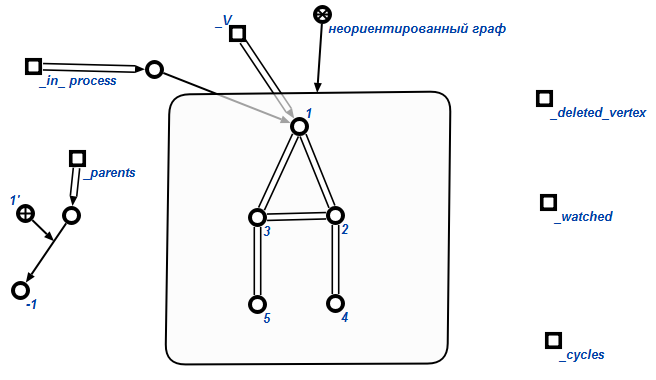 _V
неориентированный граф
_in_ process
1
_deleted_vertex
_parents
1'
_watched
3
2
-1
5
4
_cycles